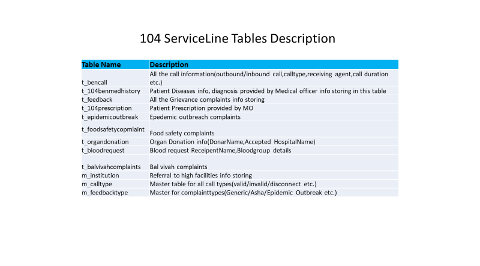 104 ServiceLine Tables Description
Table Name Description
All the call information(outbound/inbound call,calltype,receiving agent,call duration
t_bencall etc.)
t_104benmedhistory Patient Diseases info, diagnosis provided by Medical officer info storing in this table
t_feedback All the Grievance complaints info storing
t_104prescription Patient Prescription provided by MO
t_epidemicoutbreak Epedemic outbreach complaints
t_foodsafetycopmlaint Food safety complaints
t_organdonation Organ Donation info(DonarName,Accepted HospitalName)
t_bloodrequest Blood request ReceipentName,Bloodgroup details
t_balvivahcomplaints Bal vivah complaints
m_institution Referral to high facilities info storing
m_calltype Master table for all call types(valid/invalid/disconnect etc.)
m_feedbacktype Master for complainttypes(Generic/Asha/Epidemic Outbreak etc.)